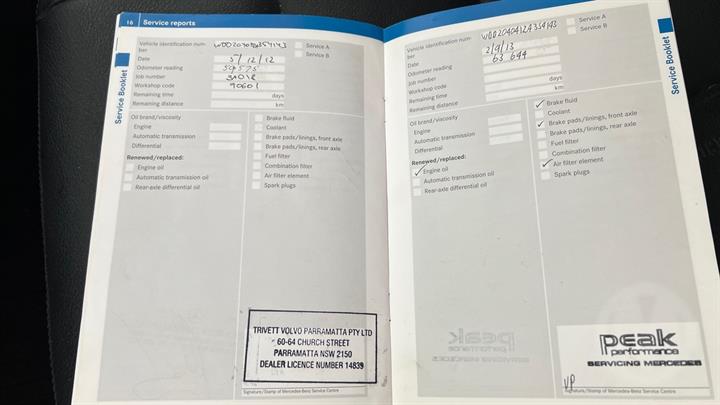 16 Service reports
Vehicle identification num-
ber
Service A
Service B
Date 5/12/12
Odometer reading
Job number
Workshop code 90601
Remaining time days
Remaining distance km
Oil brand/viscosity
Engine
Automatic transmission
Differential
Renewed/replaced:
Engine oil
Automatic transmission oil
Rear-axle differential oil
Brake fluid
Coolant
Brake pads/linings, front axle
Brake pads/linings, rear axle
Fuel filter
Combination filter
Air filter element
Spark plugs
TRIVETT VOLVO PARRAMATTA PTY LTD
60-64 CHURCH STREET
PARRAMATTA NSW 2150
DEALER LICENCE NUMBER 14839
Signature/Stamp of Mercedes-Benz Service Centre
Service Booklet
Vehicle identification num-
ber WDD2040412A339193
Service A
Service B
Date 2/9/13
Odometer reading 63 644
Job number
Workshop code
Remaining time days
Remaining distance km
Oil brand/viscosity
Engine
Automatic transmission
Differential
Renewed/replaced:
Engine oil
Automatic transmission oil
Rear-axle differential oil
Brake fluid
Coolant
Brake pads/linings, front axle
Brake pads/linings, rear axle
Fuel filter
Combination filter
Air filter element
Spark plugs
peak
performance
SERVICING MERCEDES
Signature/Stamp of Mercedes-Benz Service Centre
Service Booklet